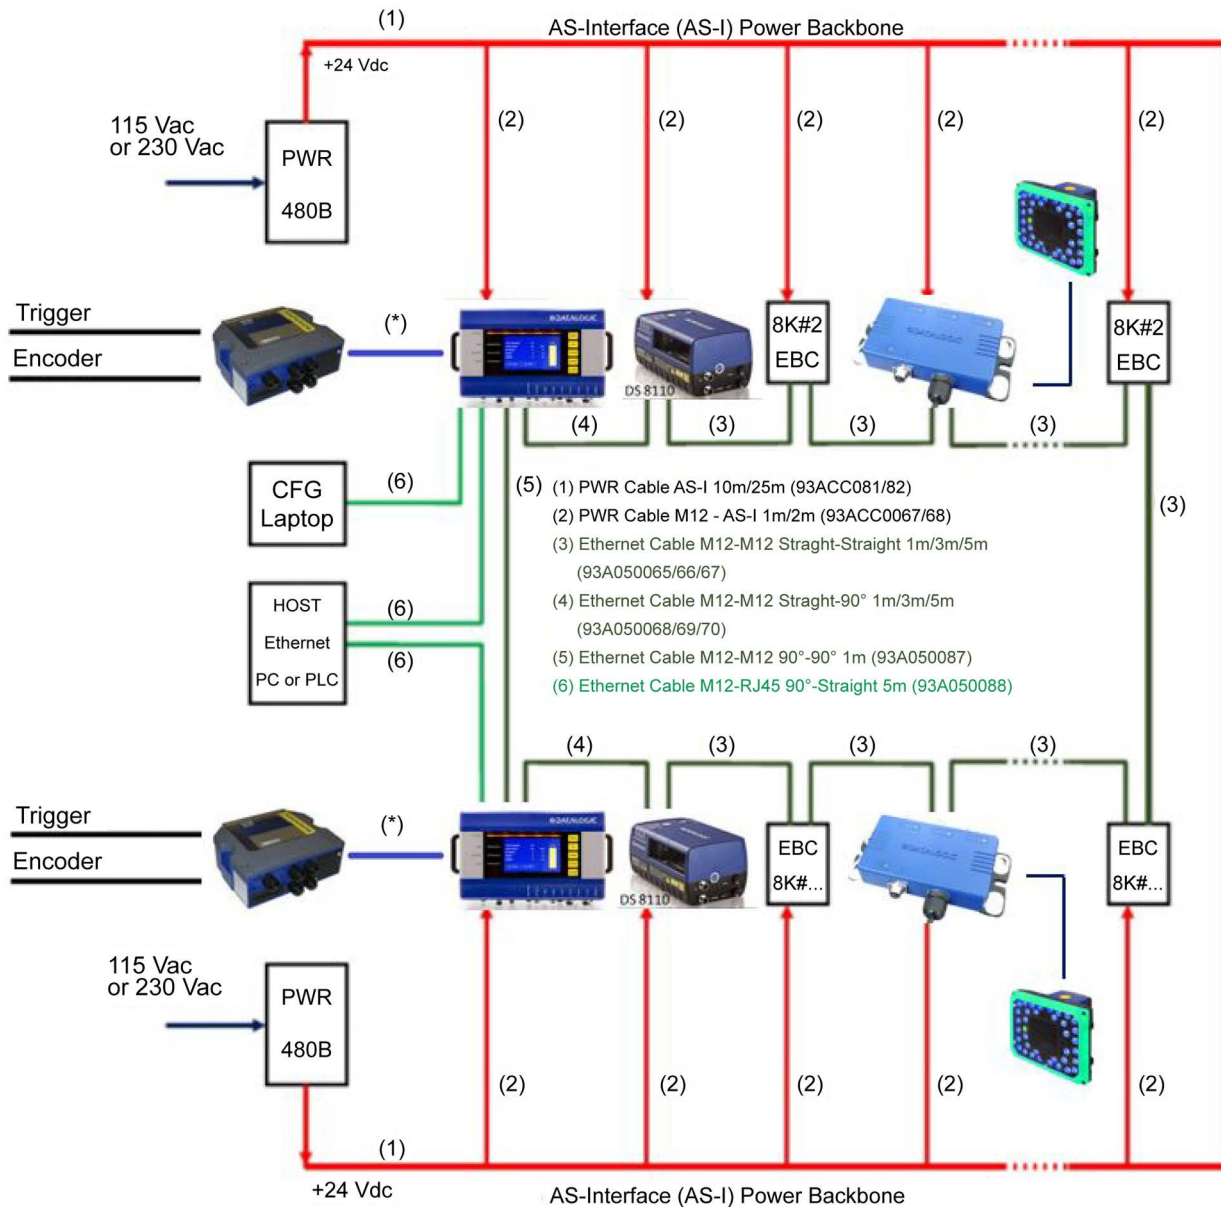 (1)
AS-Interface (AS-I) Power Backbone
+24 Vdc
115 Vac
or 230 Vac
PWR
480B
(2)
(2)
(2)
(2)
(2)
Trigger
Encoder
(*)
DATALOGIC
DS 8110
8K#2
EBC
DATALOGIC
8K#2
EBC
(4)
(3)
(3)
(3)
CFG
Laptop
(6)
(5)
(3)
(1) PWR Cable AS-I 10m/25m (93ACC081/82)
(2) PWR Cable M12 - AS-I 1m/2m (93ACC0067/68)
(3) Ethernet Cable M12-M12 Straght-Straight 1m/3m/5m
(93A050065/66/67)
(4) Ethernet Cable M12-M12 Straght-90° 1m/3m/5m
(93A050068/69/70)
(5) Ethernet Cable M12-M12 90°-90° 1m (93A050087)
(6) Ethernet Cable M12-RJ45 90°-Straight 5m (93A050088)
HOST
Ethernet
PC or PLC
(6)
(6)
(4)
(3)
(3)
(3)
Trigger
Encoder
(*)
DATALOGIC
DS 8110
EBC
8K#...
DATALOGIC
EBC
8K#...
115 Vac
or 230 Vac
PWR
480B
(2)
(2)
(2)
(2)
(2)
(1)
+24 Vdc
AS-Interface (AS-I) Power Backbone